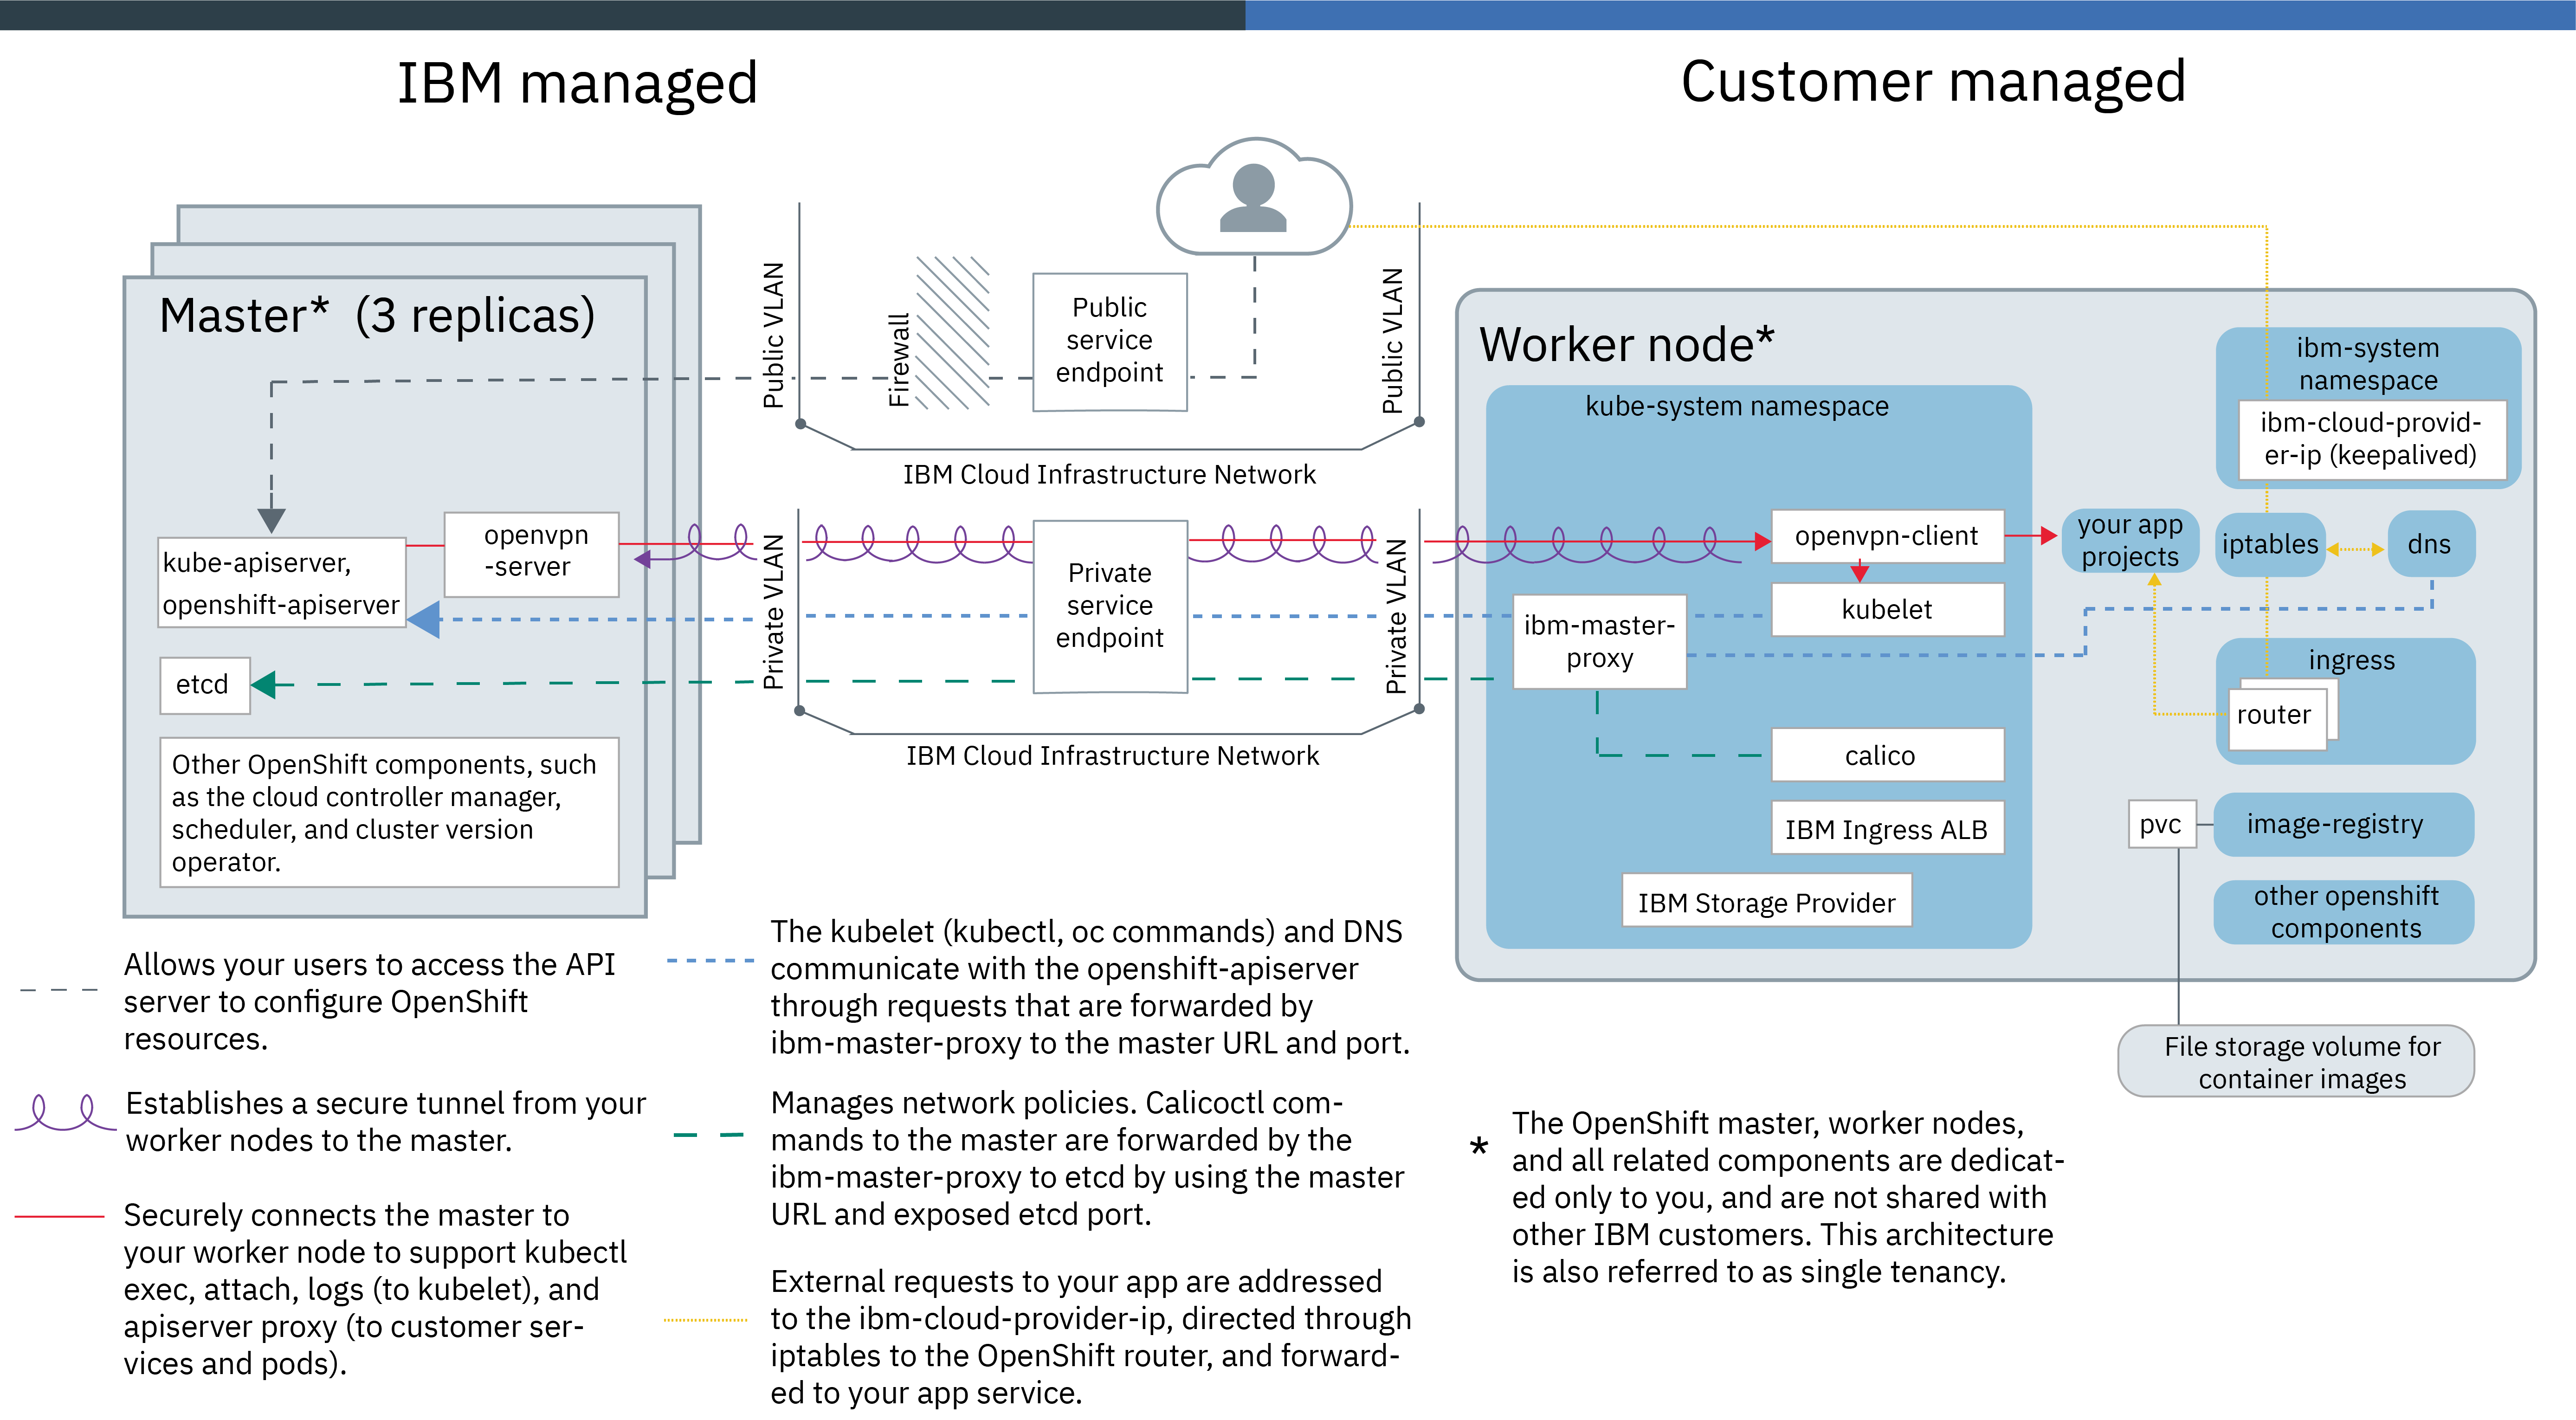 IBM managed
Customer managed
Master* (3 replicas)
kube-apiserver,
openshift-apiserver
openvpn
-server
etcd
Other OpenShift components, such
as the cloud controller manager,
scheduler, and cluster version
operator.
Public VLAN
Firewall
Public
service
endpoint
Public VLAN
IBM Cloud Infrastructure Network
Private VLAN
Private
service
endpoint
Private VLAN
IBM Cloud Infrastructure Network
Worker node*
kube-system namespace
openvpn-client
kubelet
ibm-master-
proxy
calico
IBM Ingress ALB
IBM Storage Provider
ibm-system
namespace
ibm-cloud-provid-
er-ip (keepalived)
your app
projects
iptables
dns
ingress
router
pvc
image-registry
other openshift
components
File storage volume for
container images
Allows your users to access the API
server to configure OpenShift
resources.
Establishes a secure tunnel from your
worker nodes to the master.
Securely connects the master to
your worker node to support kubectl
exec, attach, logs (to kubelet), and
apiserver proxy (to customer ser-
vices and pods).
The kubelet (kubectl, oc commands) and DNS
communicate with the openshift-apiserver
through requests that are forwarded by
ibm-master-proxy to the master URL and port.
Manages network policies. Calicoctl com-
mands to the master are forwarded by the
ibm-master-proxy to etcd by using the master
URL and exposed etcd port.
External requests to your app are addressed
to the ibm-cloud-provider-ip, directed through
iptables to the OpenShift router, and forward-
ed to your app service.
* The OpenShift master, worker nodes,
and all related components are dedicat-
ed only to you, and are not shared with
other IBM customers. This architecture
is also referred to as single tenancy.